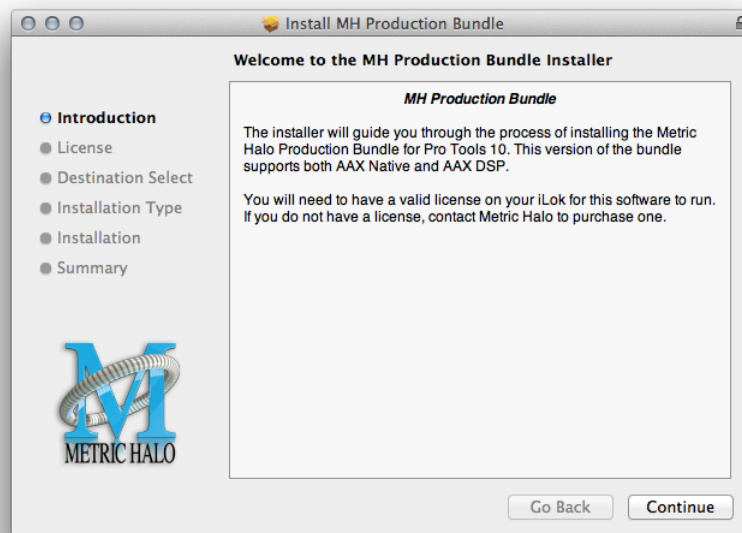 Install MH Production Bundle
Welcome to the MH Production Bundle Installer
Introduction
License
Destination Select
Installation Type
Installation
Summary
MH Production Bundle
The installer will guide you through the process of installing the Metric
Halo Production Bundle for Pro Tools 10. This version of the bundle
supports both AAX Native and AAX DSP.
You will need to have a valid license on your iLok for this software to run.
If you do not have a license, contact Metric Halo to purchase one.
M
METRIC HALO
Go Back
Continue